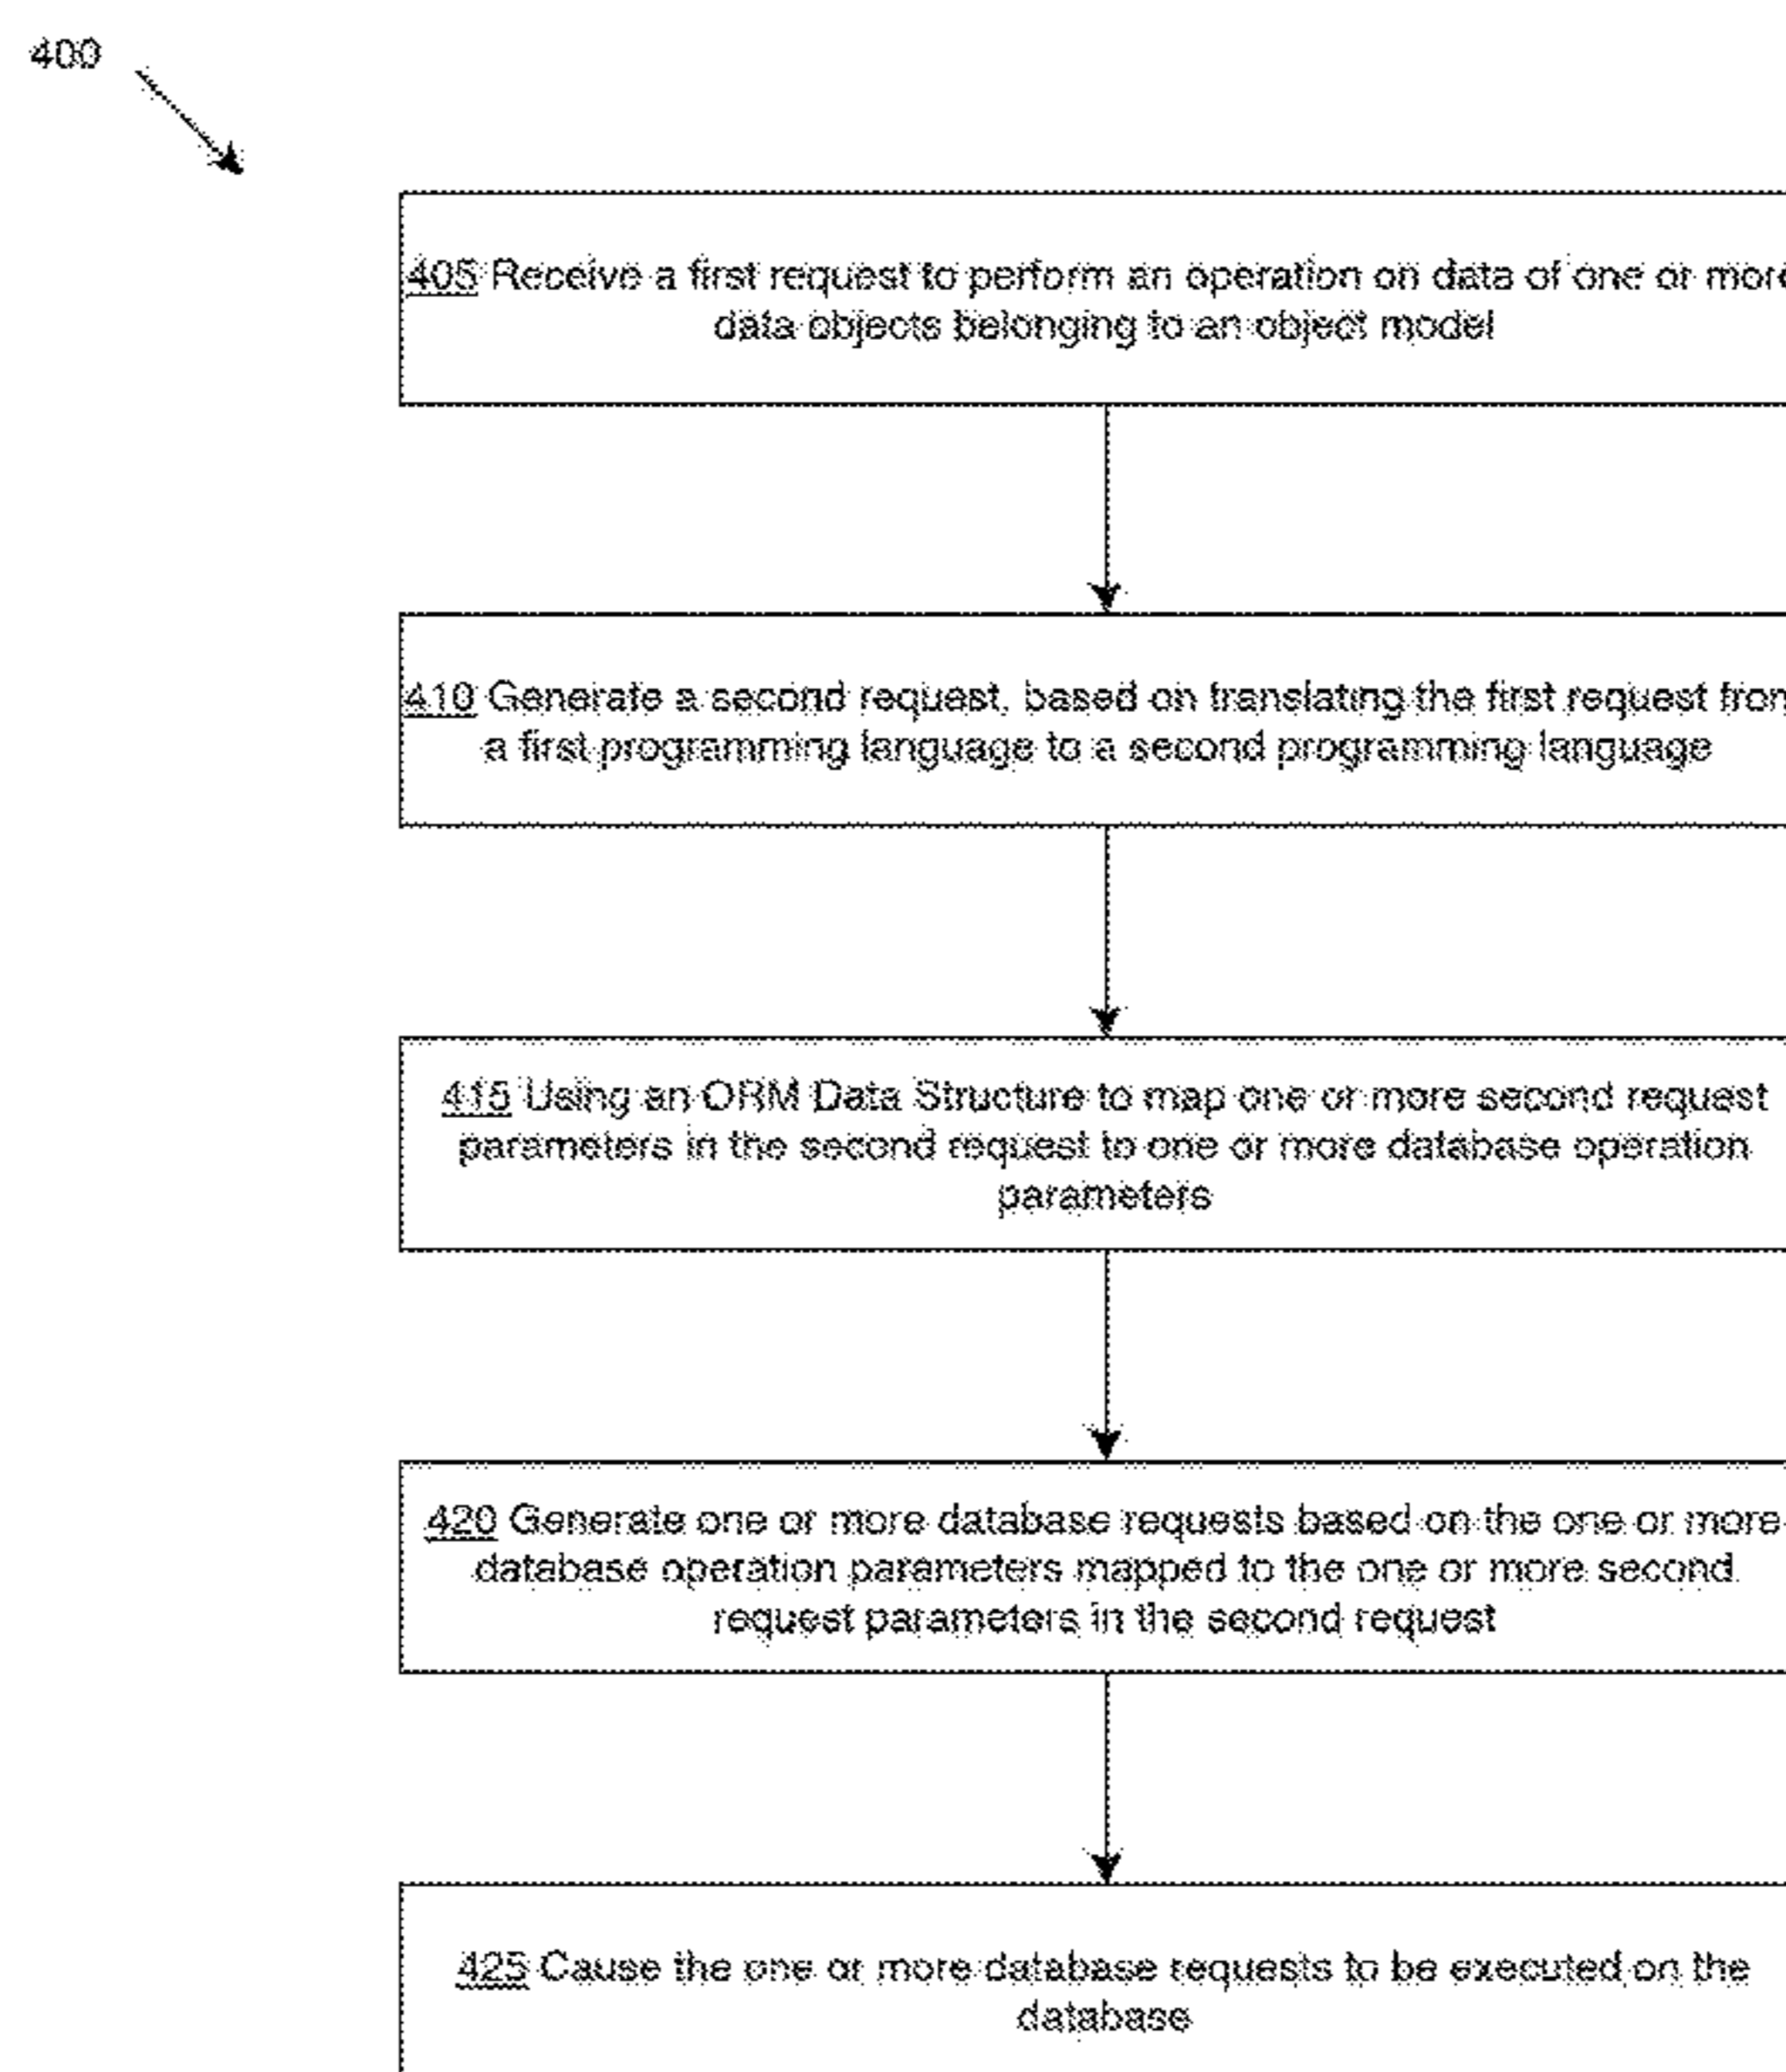 400
405 Receive a first request to perform an operation on data of one or more
data objects belonging to an object model
410 Generate a second request, based on translating the first request from
a first programming language to a second programming language
415 Using an ORM Data Structure to map one or more second request
parameters in the second request to one or more database operation
parameters
420 Generate one or more database requests based on the one or more
database operation parameters mapped to the one or more second
request parameters in the second request
425 Cause the one or more database requests to be executed on the
database